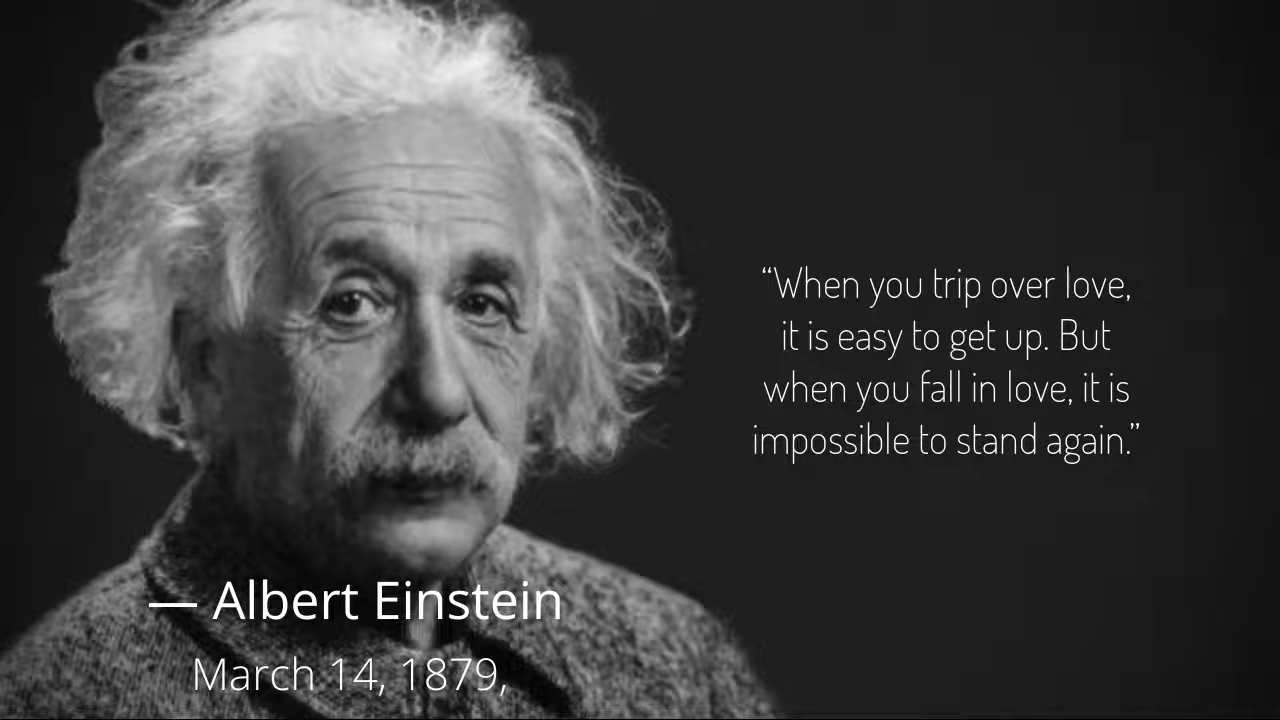 “When you trip over love,
it is easy to get up. But
when you fall in love, it is
impossible to stand again.”
— Albert Einstein
March 14, 1879,